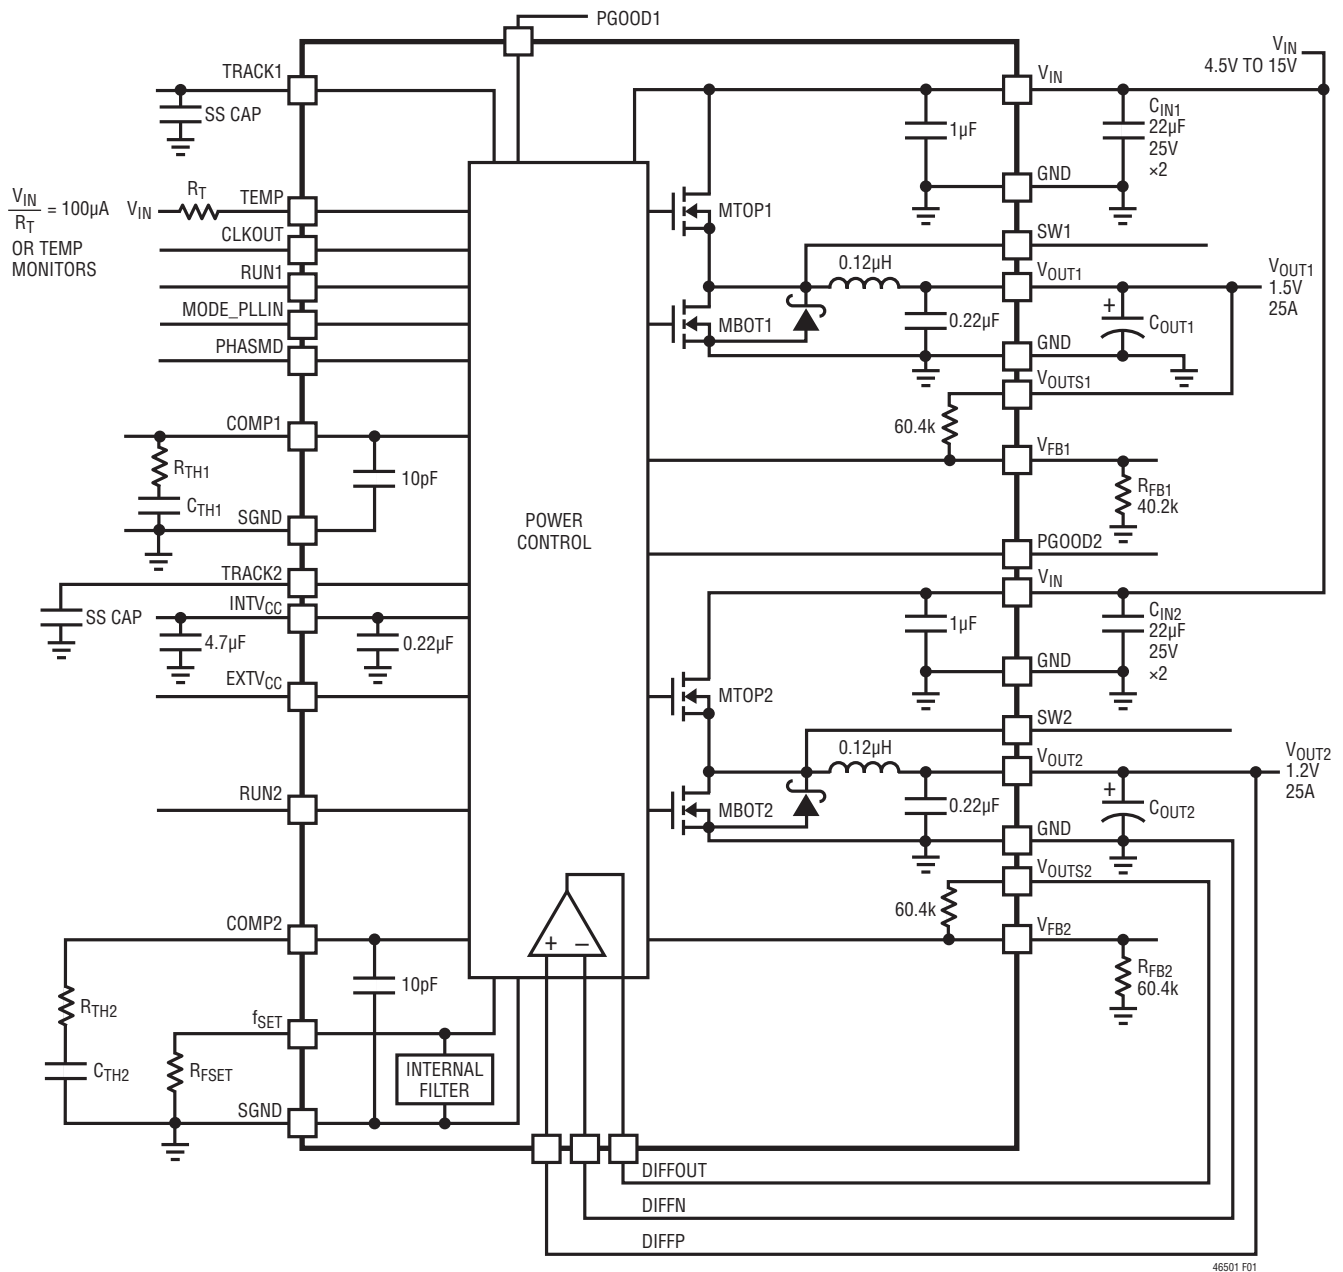 PGOOD1
TRACK1
SS CAP
V_IN
4.5V TO 15V
V_IN
1µF
C_IN1
22µF
25V
×2
GND
V_IN
R_T
= 100µA
OR TEMP
MONITORS
V_IN
R_T
TEMP
CLKOUT
RUN1
MODE_PLLIN
PHASMD
MTOP1
SW1
0.12µH
V_OUT1
V_OUT1
1.5V
25A
MBOT1
0.22µF
+
C_OUT1
GND
V_OUTS1
60.4k
V_FB1
R_FB1
40.2k
COMP1
R_TH1
C_TH1
10pF
SGND
POWER
CONTROL
PGOOD2
TRACK2
SS CAP
INTV_CC
4.7µF
0.22µF
EXTV_CC
V_IN
1µF
C_IN2
22µF
25V
×2
GND
MTOP2
SW2
0.12µH
V_OUT2
V_OUT2
1.2V
25A
RUN2
MBOT2
0.22µF
+
C_OUT2
GND
V_OUTS2
60.4k
V_FB2
R_FB2
60.4k
COMP2
+ –
10pF
R_TH2
C_TH2
f_SET
R_FSET
INTERNAL
FILTER
SGND
DIFFOUT
DIFFN
DIFFP
46501 F01